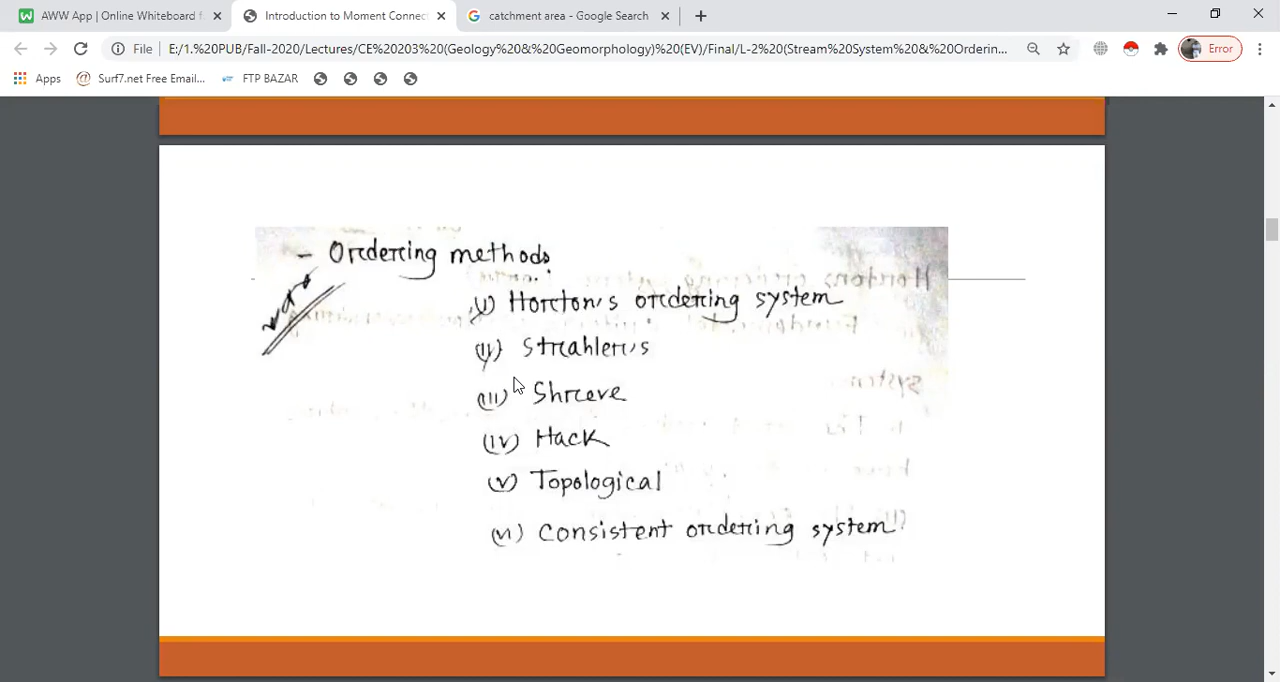 AWW App | Online Whiteboard f
Introduction to Moment Connect
catchment area - Google Search
File
E:/1.%20PUB/Fall-2020/Lectures/CE%20203%20(Geology%20&%20Geomorphology)%20(EV)/Final/L-2%20(Stream%20System%20&%20Orderin...
Error
Apps
Surf7.net Free Email...
FTP BAZAR
- Ordering methods:
(i) Horton's ordering system
(ii) Strahler's
(iii) Shreve
(iv) Hack
(v) Topological
(vi) Consistent ordering system